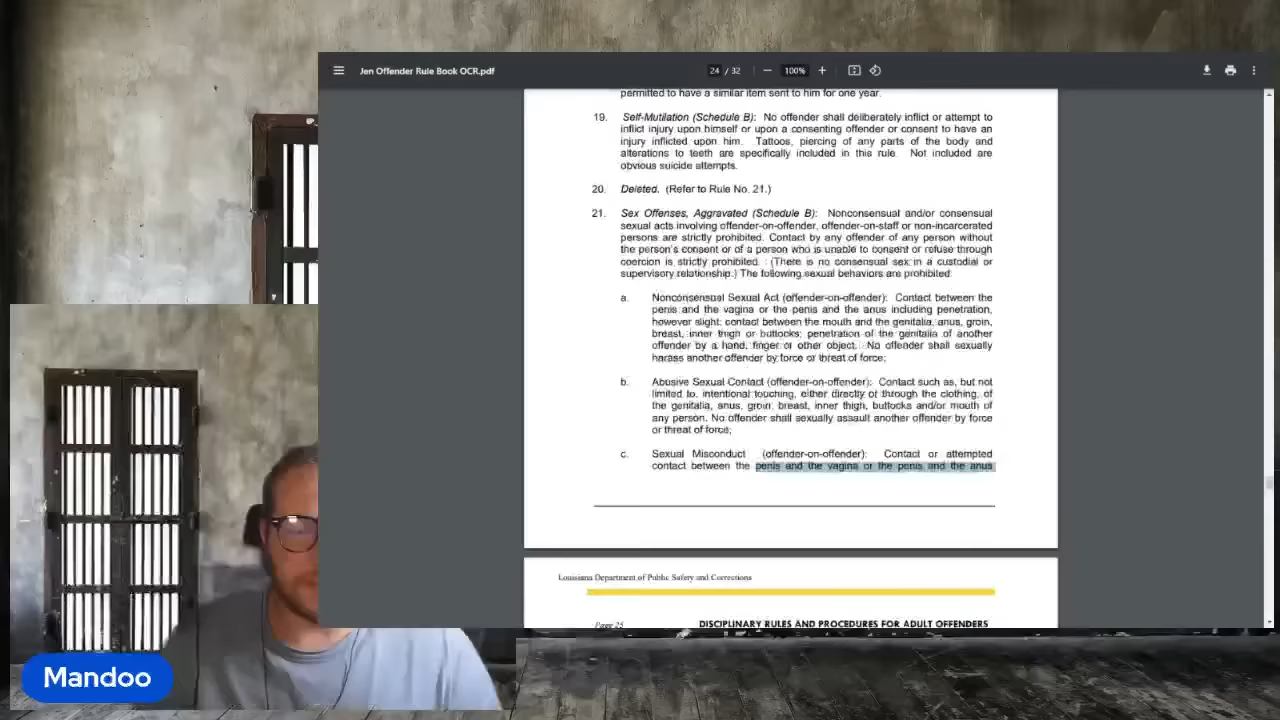 Jen Offender Rule Book OCR.pdf
24 / 32
100%
permitted to have a similar item sent to him for one year.
19. Self-Mutilation (Schedule B): No offender shall deliberately inflict or attempt to
inflict injury upon himself or upon a consenting offender or consent to have an
injury inflicted upon him. Tattoos, piercing of any parts of the body and
alterations to teeth are specifically included in this rule. Not included are
obvious suicide attempts.
20. Deleted. (Refer to Rule No. 21.)
21. Sex Offenses, Aggravated (Schedule B): Nonconsensual and/or consensual
sexual acts involving offender-on-offender, offender-on-staff or non-incarcerated
persons are strictly prohibited. Contact by any offender of any person without
the person's consent or of a person who is unable to consent or refuse through
coercion is strictly prohibited. (There is no consensual sex in a custodial or
supervisory relationship.) The following sexual behaviors are prohibited:
a. Nonconsensual Sexual Act (offender-on-offender): Contact between the
penis and the vagina or the penis and the anus including penetration,
however slight; contact between the mouth and the genitalia, anus, groin,
breast, inner thigh or buttocks; penetration of the genitalia of another
offender by a hand, finger or other object. No offender shall sexually
harass another offender by force or threat of force;
b. Abusive Sexual Contact (offender-on-offender): Contact such as, but not
limited to, intentional touching, either directly or through the clothing, of
the genitalia, anus, groin, breast, inner thigh, buttocks and/or mouth of
any person. No offender shall sexually assault another offender by force
or threat of force;
c. Sexual Misconduct (offender-on-offender): Contact or attempted
contact between the penis and the vagina or the penis and the anus
Louisiana Department of Public Safety and Corrections
Page 25 DISCIPLINARY RULES AND PROCEDURES FOR ADULT OFFENDERS
Mandoo